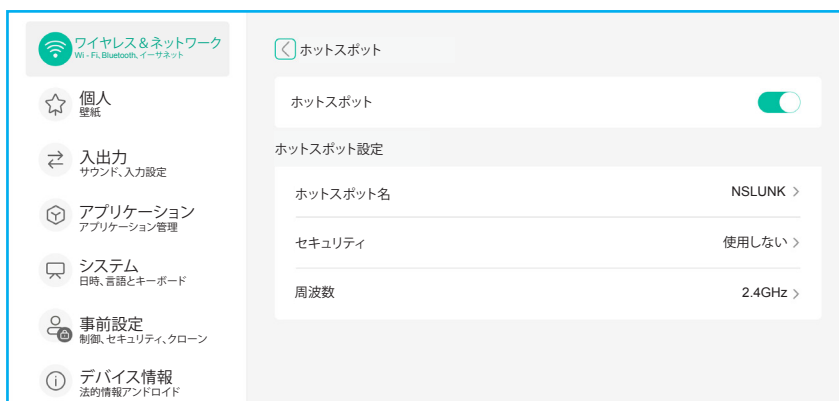 ワイヤレス＆ネットワーク
Wi - Fi、Bluetooth、イーサネット
個人
壁紙
入出力
サウンド、入力設定
アプリケーション
アプリケーション管理
システム
日時、言語とキーボード
事前設定
制御、セキュリティ、クローン
デバイス情報
法的情報アンドロイド
ホットスポット
ホットスポット
ホットスポット設定
ホットスポット名 NSLUNK
セキュリティ 使用しない
周波数 2.4GHz